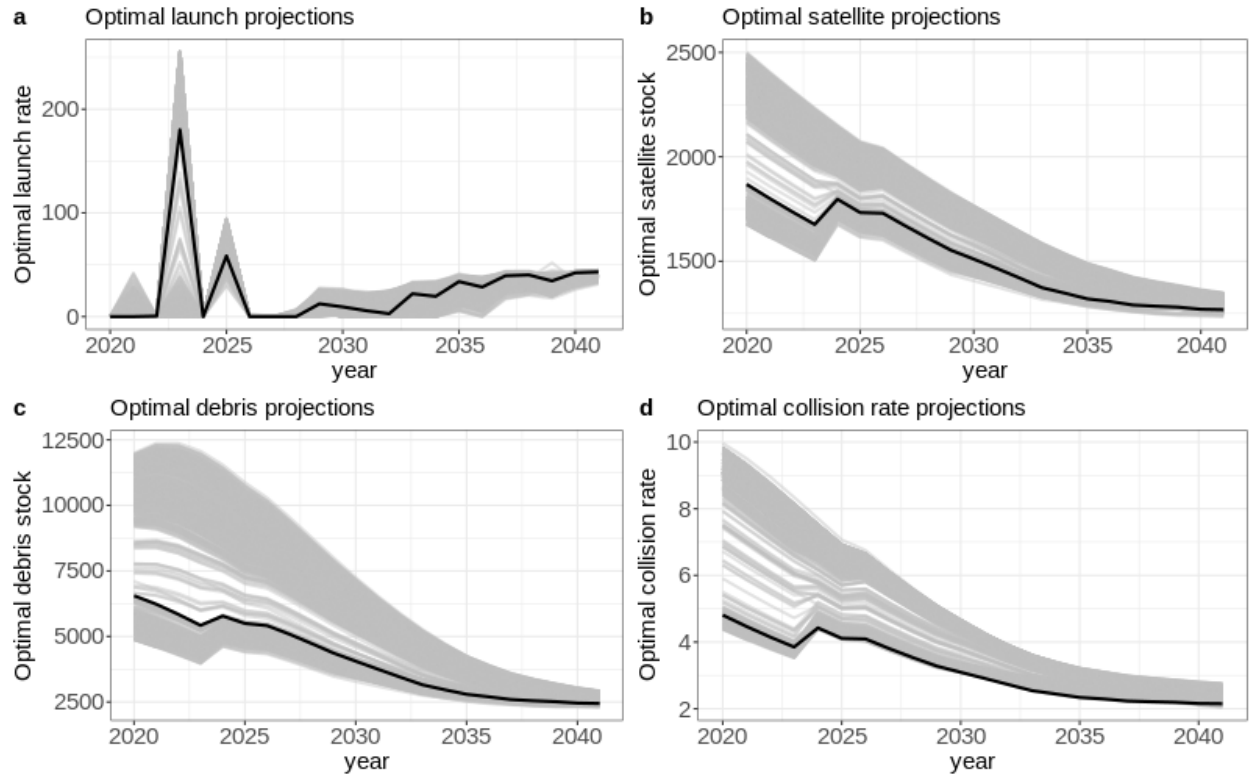 a Optimal launch projections
Optimal launch rate
200
100
0
2020 2025 2030 2035 2040
year
b Optimal satellite projections
Optimal satellite stock
2500
2000
1500
2020 2025 2030 2035 2040
year
c Optimal debris projections
Optimal debris stock
12500
10000
7500
5000
2500
2020 2025 2030 2035 2040
year
d Optimal collision rate projections
Optimal collision rate
10
8
6
4
2
2020 2025 2030 2035 2040
year